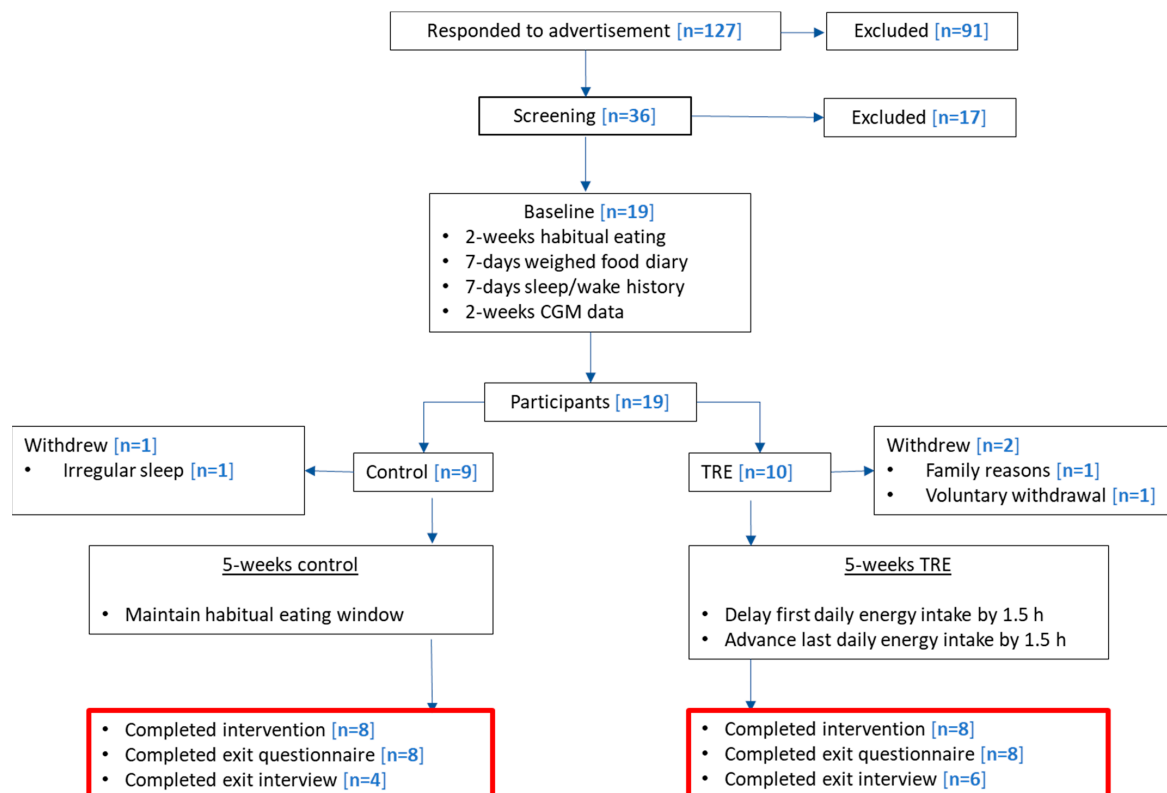 Responded to advertisement [n=127]
Excluded [n=91]
Screening [n=36]
Excluded [n=17]
Baseline [n=19]
• 2-weeks habitual eating
• 7-days weighed food diary
• 7-days sleep/wake history
• 2-weeks CGM data
Participants [n=19]
Withdrew [n=1]
• Irregular sleep [n=1]
Control [n=9]
TRE [n=10]
Withdrew [n=2]
• Family reasons [n=1]
• Voluntary withdrawal [n=1]
5-weeks control
• Maintain habitual eating window
5-weeks TRE
• Delay first daily energy intake by 1.5 h
• Advance last daily energy intake by 1.5 h
• Completed intervention [n=8]
• Completed exit questionnaire [n=8]
• Completed exit interview [n=4]
• Completed intervention [n=8]
• Completed exit questionnaire [n=8]
• Completed exit interview [n=6]